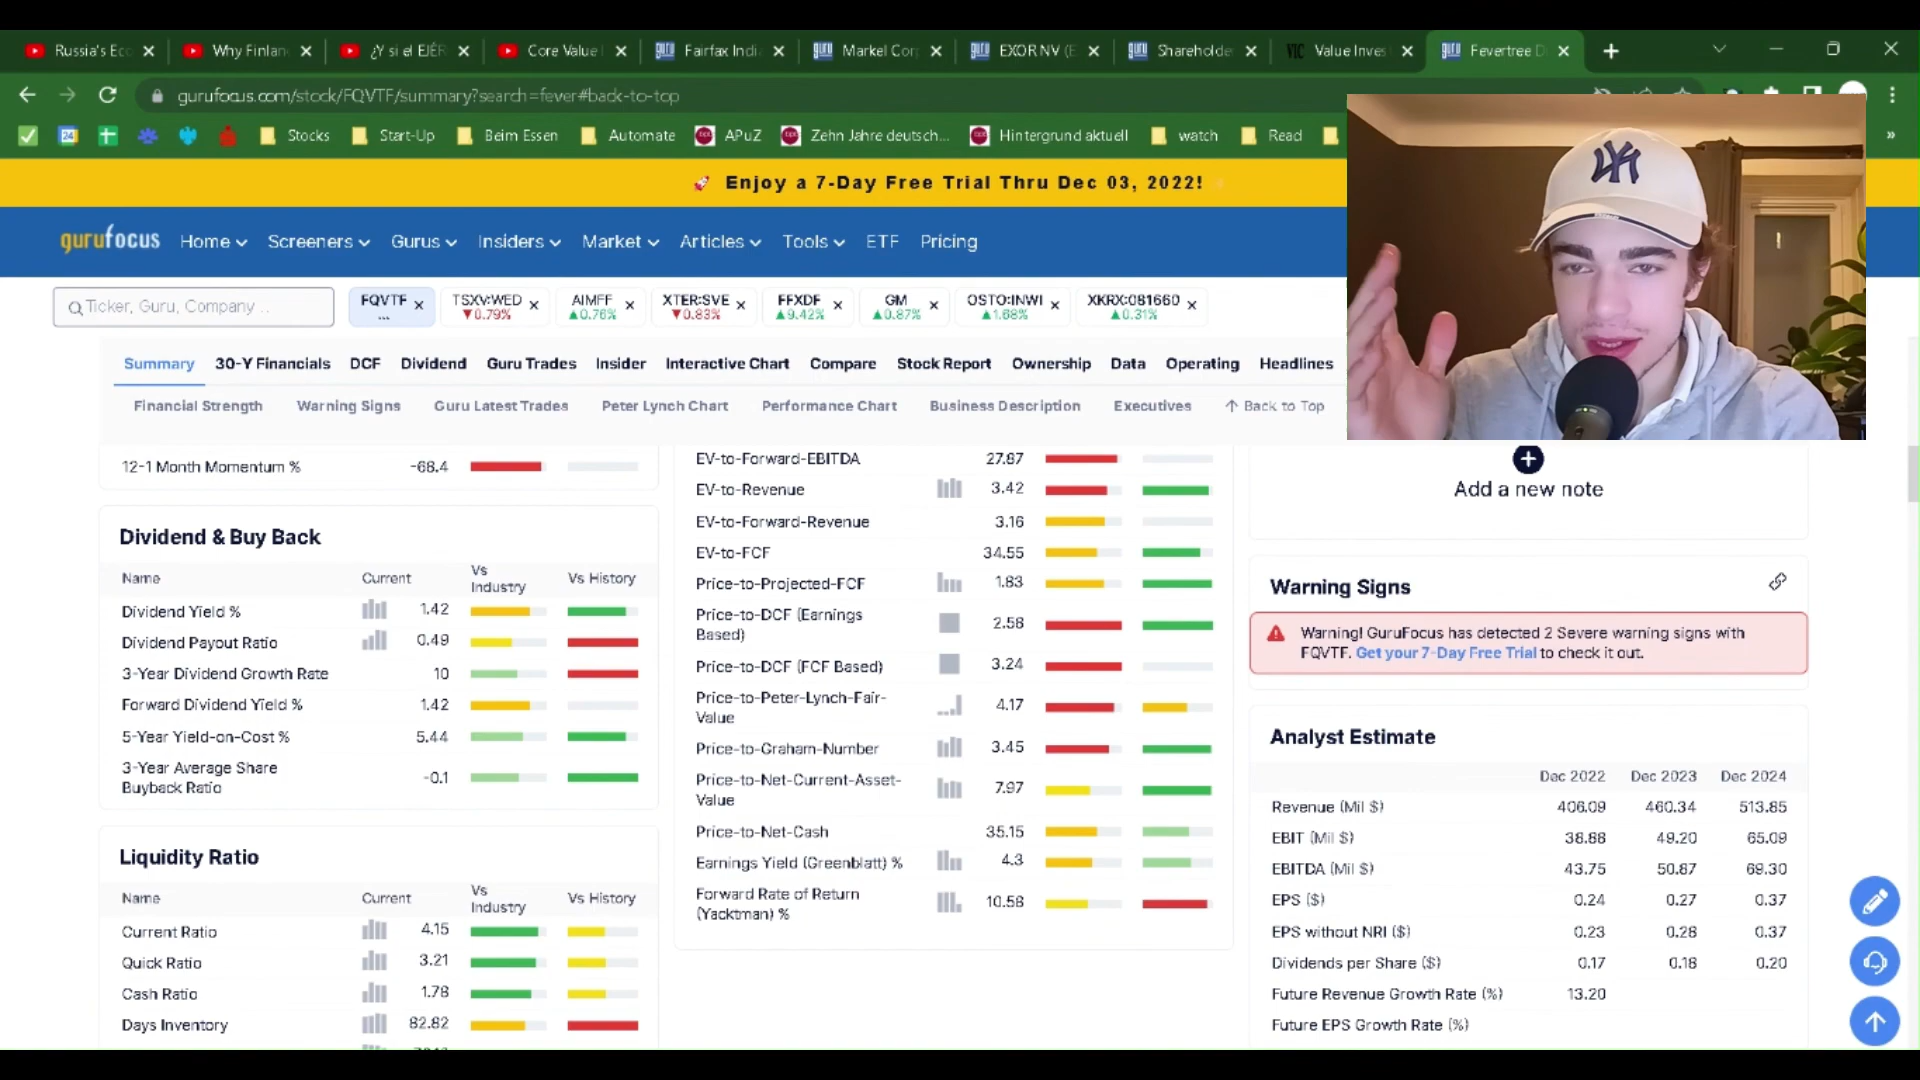 Russia's Eco
Why Finlan
¿Y si el EJÉR
Core Value I
guru Fairfax Indi
guru Markel Corp
guru EXOR NV (E
guru Shareholde
VIC Value Inves
guru Fevertree D
gurufocus.com/stock/FQVTF/summary?search=fever#back-to-top
24 Stocks Start-Up Beim Essen Automate APuZ Zehn Jahre deutsch... Hintergrund aktuell watch Read »
Enjoy a 7-Day Free Trial Thru Dec 03, 2022!
gurufocus Home Screeners Gurus Insiders Market Articles Tools ETF Pricing
Ticker, Guru, Company ..
FQVTF ...
TSXV:WED ▼0.79%
AIMFF ▲0.76%
XTER:SVE ▼0.83%
FFXDF ▲9.42%
GM ▲0.87%
OSTO:INWI ▲1.68%
XKRX:081660 ▲0.31%
Summary 30-Y Financials DCF Dividend Guru Trades Insider Interactive Chart Compare Stock Report Ownership Data Operating Headlines
Financial Strength Warning Signs Guru Latest Trades Peter Lynch Chart Performance Chart Business Description Executives ↑ Back to Top
12-1 Month Momentum % -68.4
Dividend & Buy Back
Name Current Vs Industry Vs History
Dividend Yield % 1.42
Dividend Payout Ratio 0.49
3-Year Dividend Growth Rate 10
Forward Dividend Yield % 1.42
5-Year Yield-on-Cost % 5.44
3-Year Average Share
Buyback Ratio -0.1
Liquidity Ratio
Name Current Vs Industry Vs History
Current Ratio 4.15
Quick Ratio 3.21
Cash Ratio 1.78
Days Inventory 82.82
EV-to-Forward-EBITDA 27.87
EV-to-Revenue 3.42
EV-to-Forward-Revenue 3.16
EV-to-FCF 34.55
Price-to-Projected-FCF 1.83
Price-to-DCF (Earnings
Based) 2.58
Price-to-DCF (FCF Based) 3.24
Price-to-Peter-Lynch-Fair-
Value 4.17
Price-to-Graham-Number 3.45
Price-to-Net-Current-Asset-
Value 7.97
Price-to-Net-Cash 35.15
Earnings Yield (Greenblatt) % 4.3
Forward Rate of Return
(Yacktman) % 10.58
NY
Add a new note
Warning Signs
Warning! GuruFocus has detected 2 Severe warning signs with
FQVTF. Get your 7-Day Free Trial to check it out.
Analyst Estimate
Dec 2022 Dec 2023 Dec 2024
Revenue (Mil $) 406.09 460.34 513.85
EBIT (Mil $) 38.88 49.20 65.09
EBITDA (Mil $) 43.75 50.87 69.30
EPS ($) 0.24 0.27 0.37
EPS without NRI ($) 0.23 0.28 0.37
Dividends per Share ($) 0.17 0.18 0.20
Future Revenue Growth Rate (%) 13.20
Future EPS Growth Rate (%)